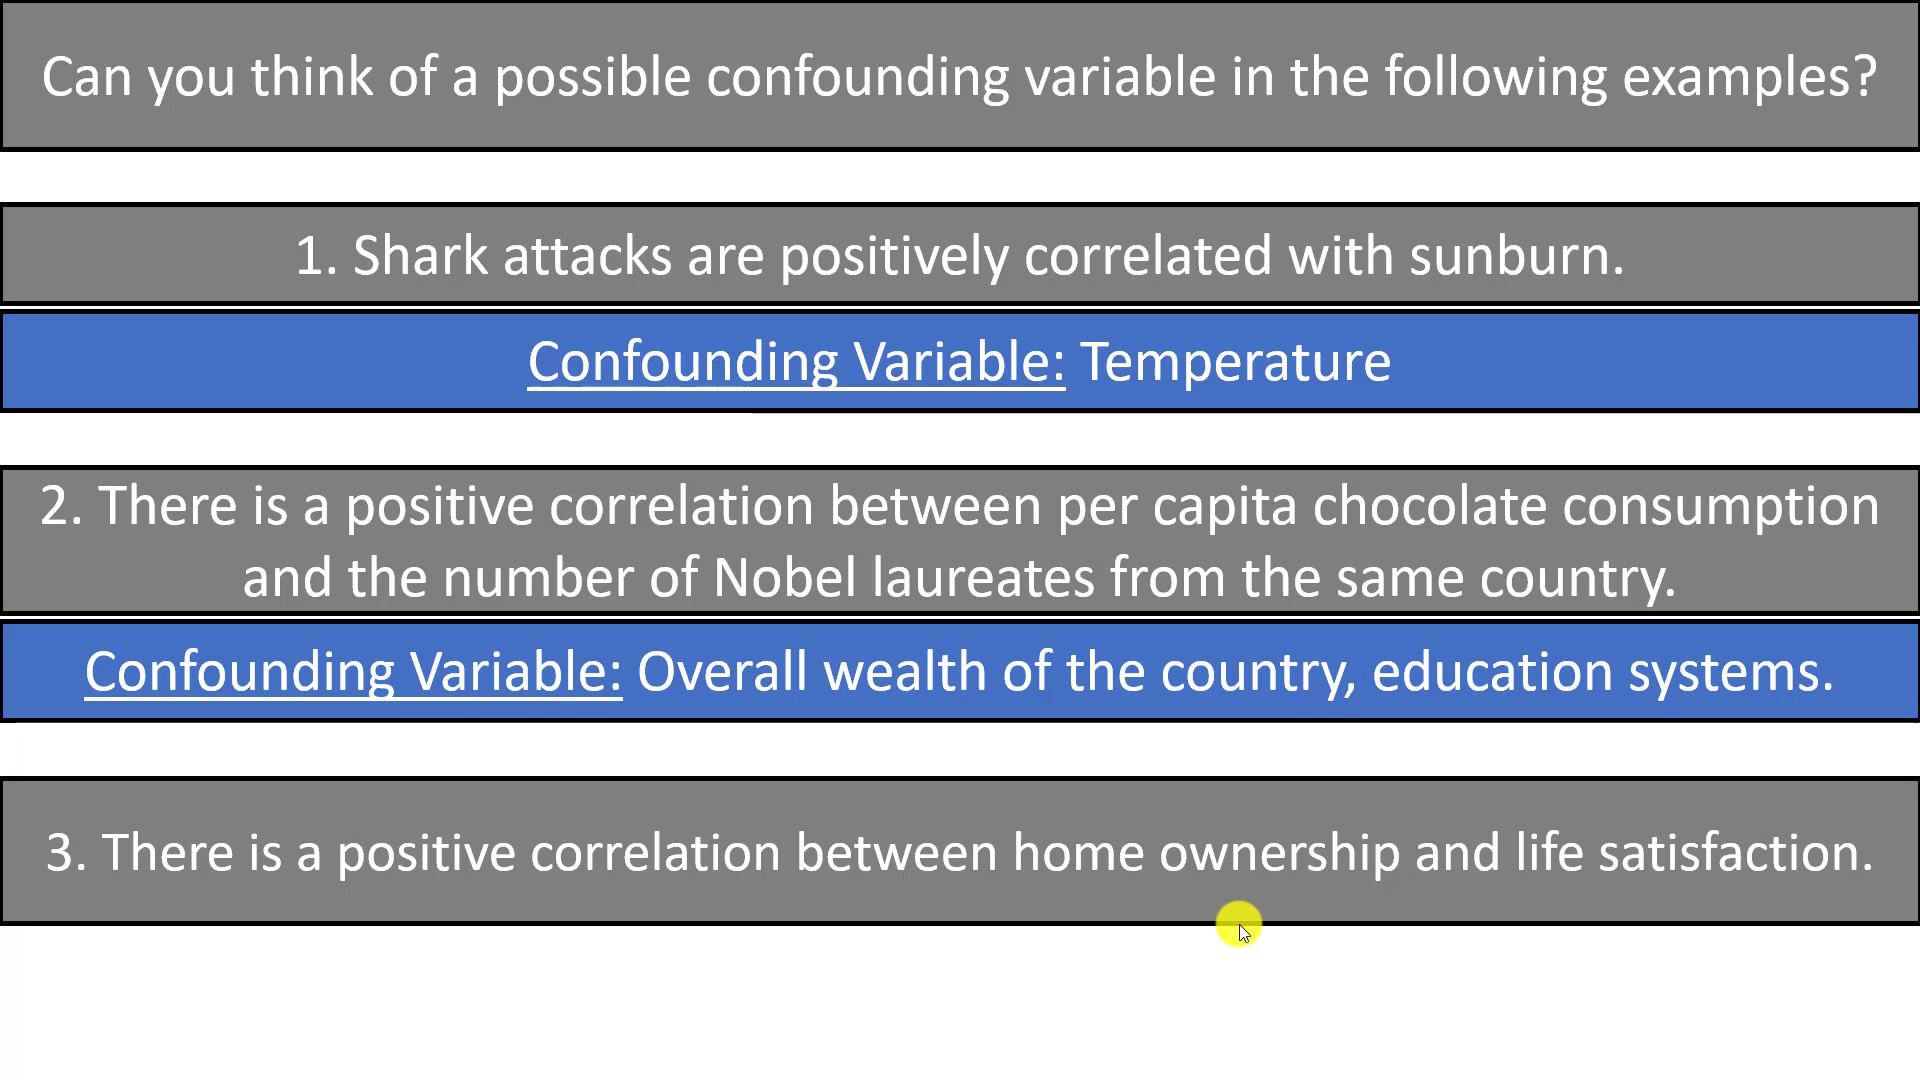 Can you think of a possible confounding variable in the following examples?
1. Shark attacks are positively correlated with sunburn.
Confounding Variable: Temperature
2. There is a positive correlation between per capita chocolate consumption
and the number of Nobel laureates from the same country.
Confounding Variable: Overall wealth of the country, education systems.
3. There is a positive correlation between home ownership and life satisfaction.